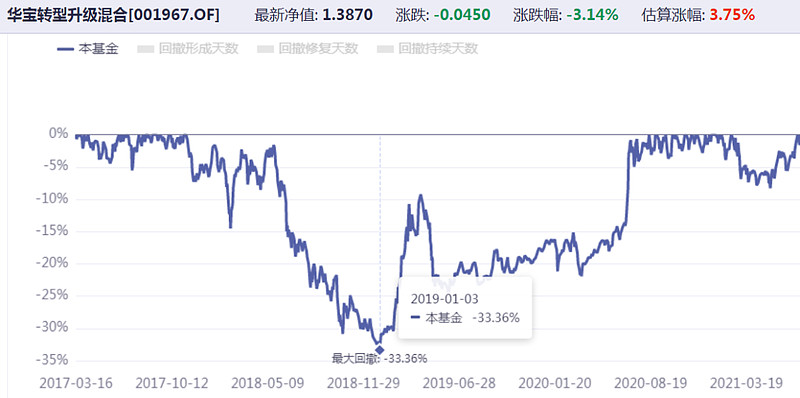 华宝转型升级混合[001967.OF] 最新净值: 1.3870 涨跌: -0.0450 涨跌幅: -3.14% 估算涨幅: 3.75%
本基金 回撤形成天数 回撤修复天数 回撤持续天数
0%
-5%
-10%
-15%
-20%
-25%
-30%
-35%
2019-01-03
本基金 -33.36%
最大回撤: -33.36%
2017-03-16 2017-10-12 2018-05-09 2018-11-29 2019-06-28 2020-01-20 2020-08-19 2021-03-19